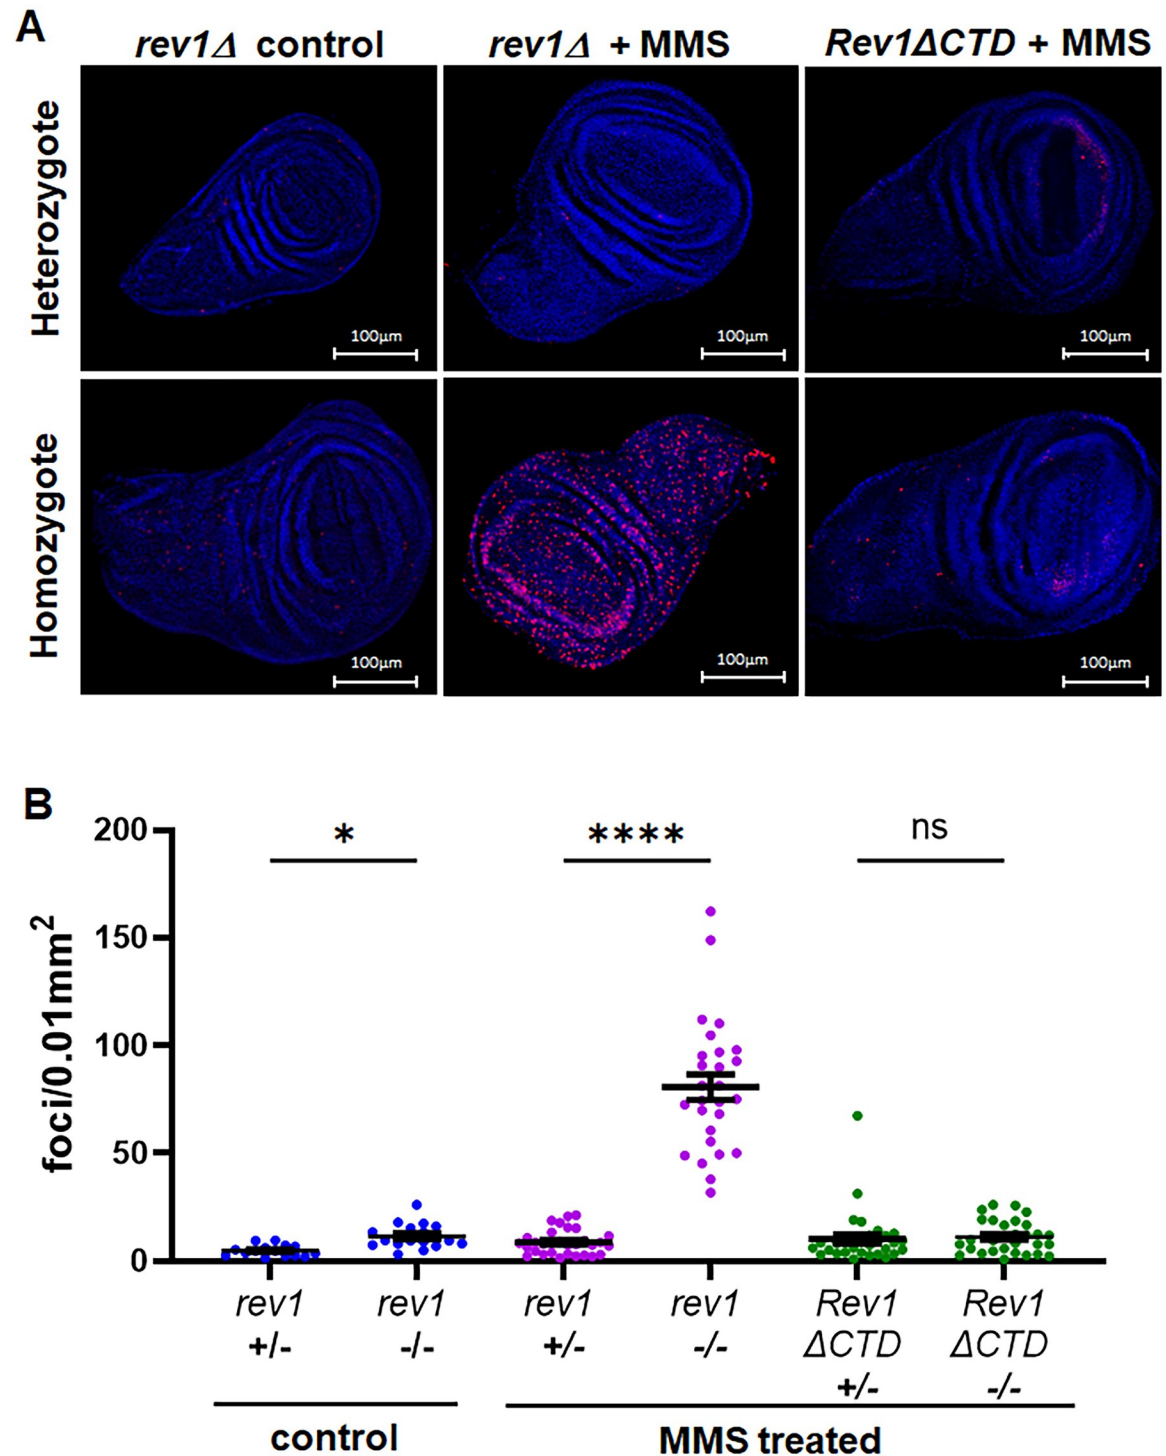 A
rev1Δ control
rev1Δ + MMS
Rev1ΔCTD + MMS
Heterozygote
100μm
100μm
100μm
Homozygote
100μm
100μm
100μm
B
foci/0.01mm²
200
150
100
50
0
*
****
ns
rev1 +/-
rev1 -/-
rev1 +/-
rev1 -/-
Rev1 ΔCTD +/-
Rev1 ΔCTD -/-
control
MMS treated